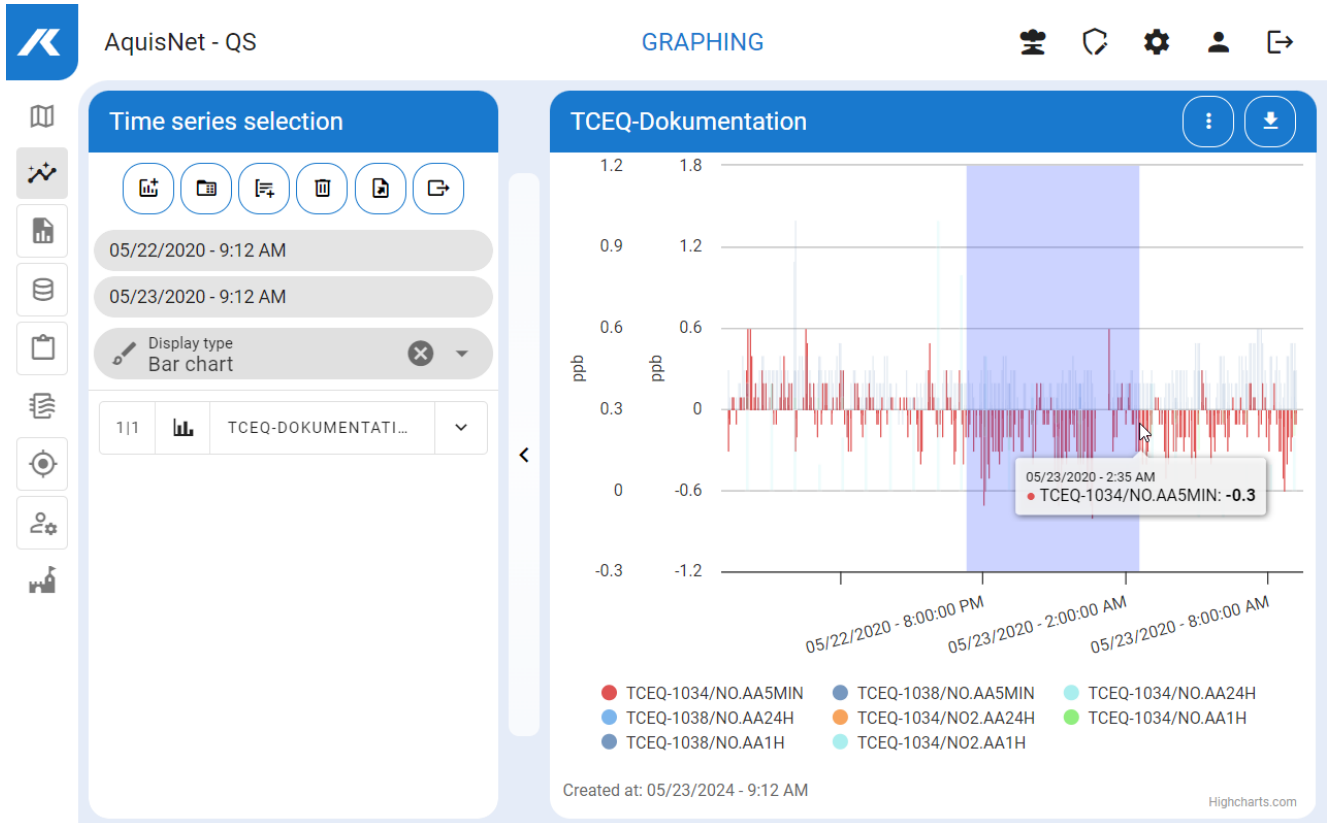 AquisNet - QS
GRAPHING
Time series selection
05/22/2020 - 9:12 AM
05/23/2020 - 9:12 AM
Display type
Bar chart
1|1
TCEQ-DOKUMENTATI...
TCEQ-Dokumentation
1.2 1.8
0.9 1.2
0.6 0.6
ppb ppb
0.3 0
0 -0.6
-0.3 -1.2
05/23/2020 - 2:35 AM
TCEQ-1034/NO.AA5MIN: -0.3
05/22/2020 - 8:00:00 PM
05/23/2020 - 2:00:00 AM
05/23/2020 - 8:00:00 AM
TCEQ-1034/NO.AA5MIN TCEQ-1038/NO.AA5MIN TCEQ-1034/NO.AA24H
TCEQ-1038/NO.AA24H TCEQ-1034/NO2.AA24H TCEQ-1034/NO.AA1H
TCEQ-1038/NO.AA1H TCEQ-1034/NO2.AA1H
Created at: 05/23/2024 - 9:12 AM
Highcharts.com